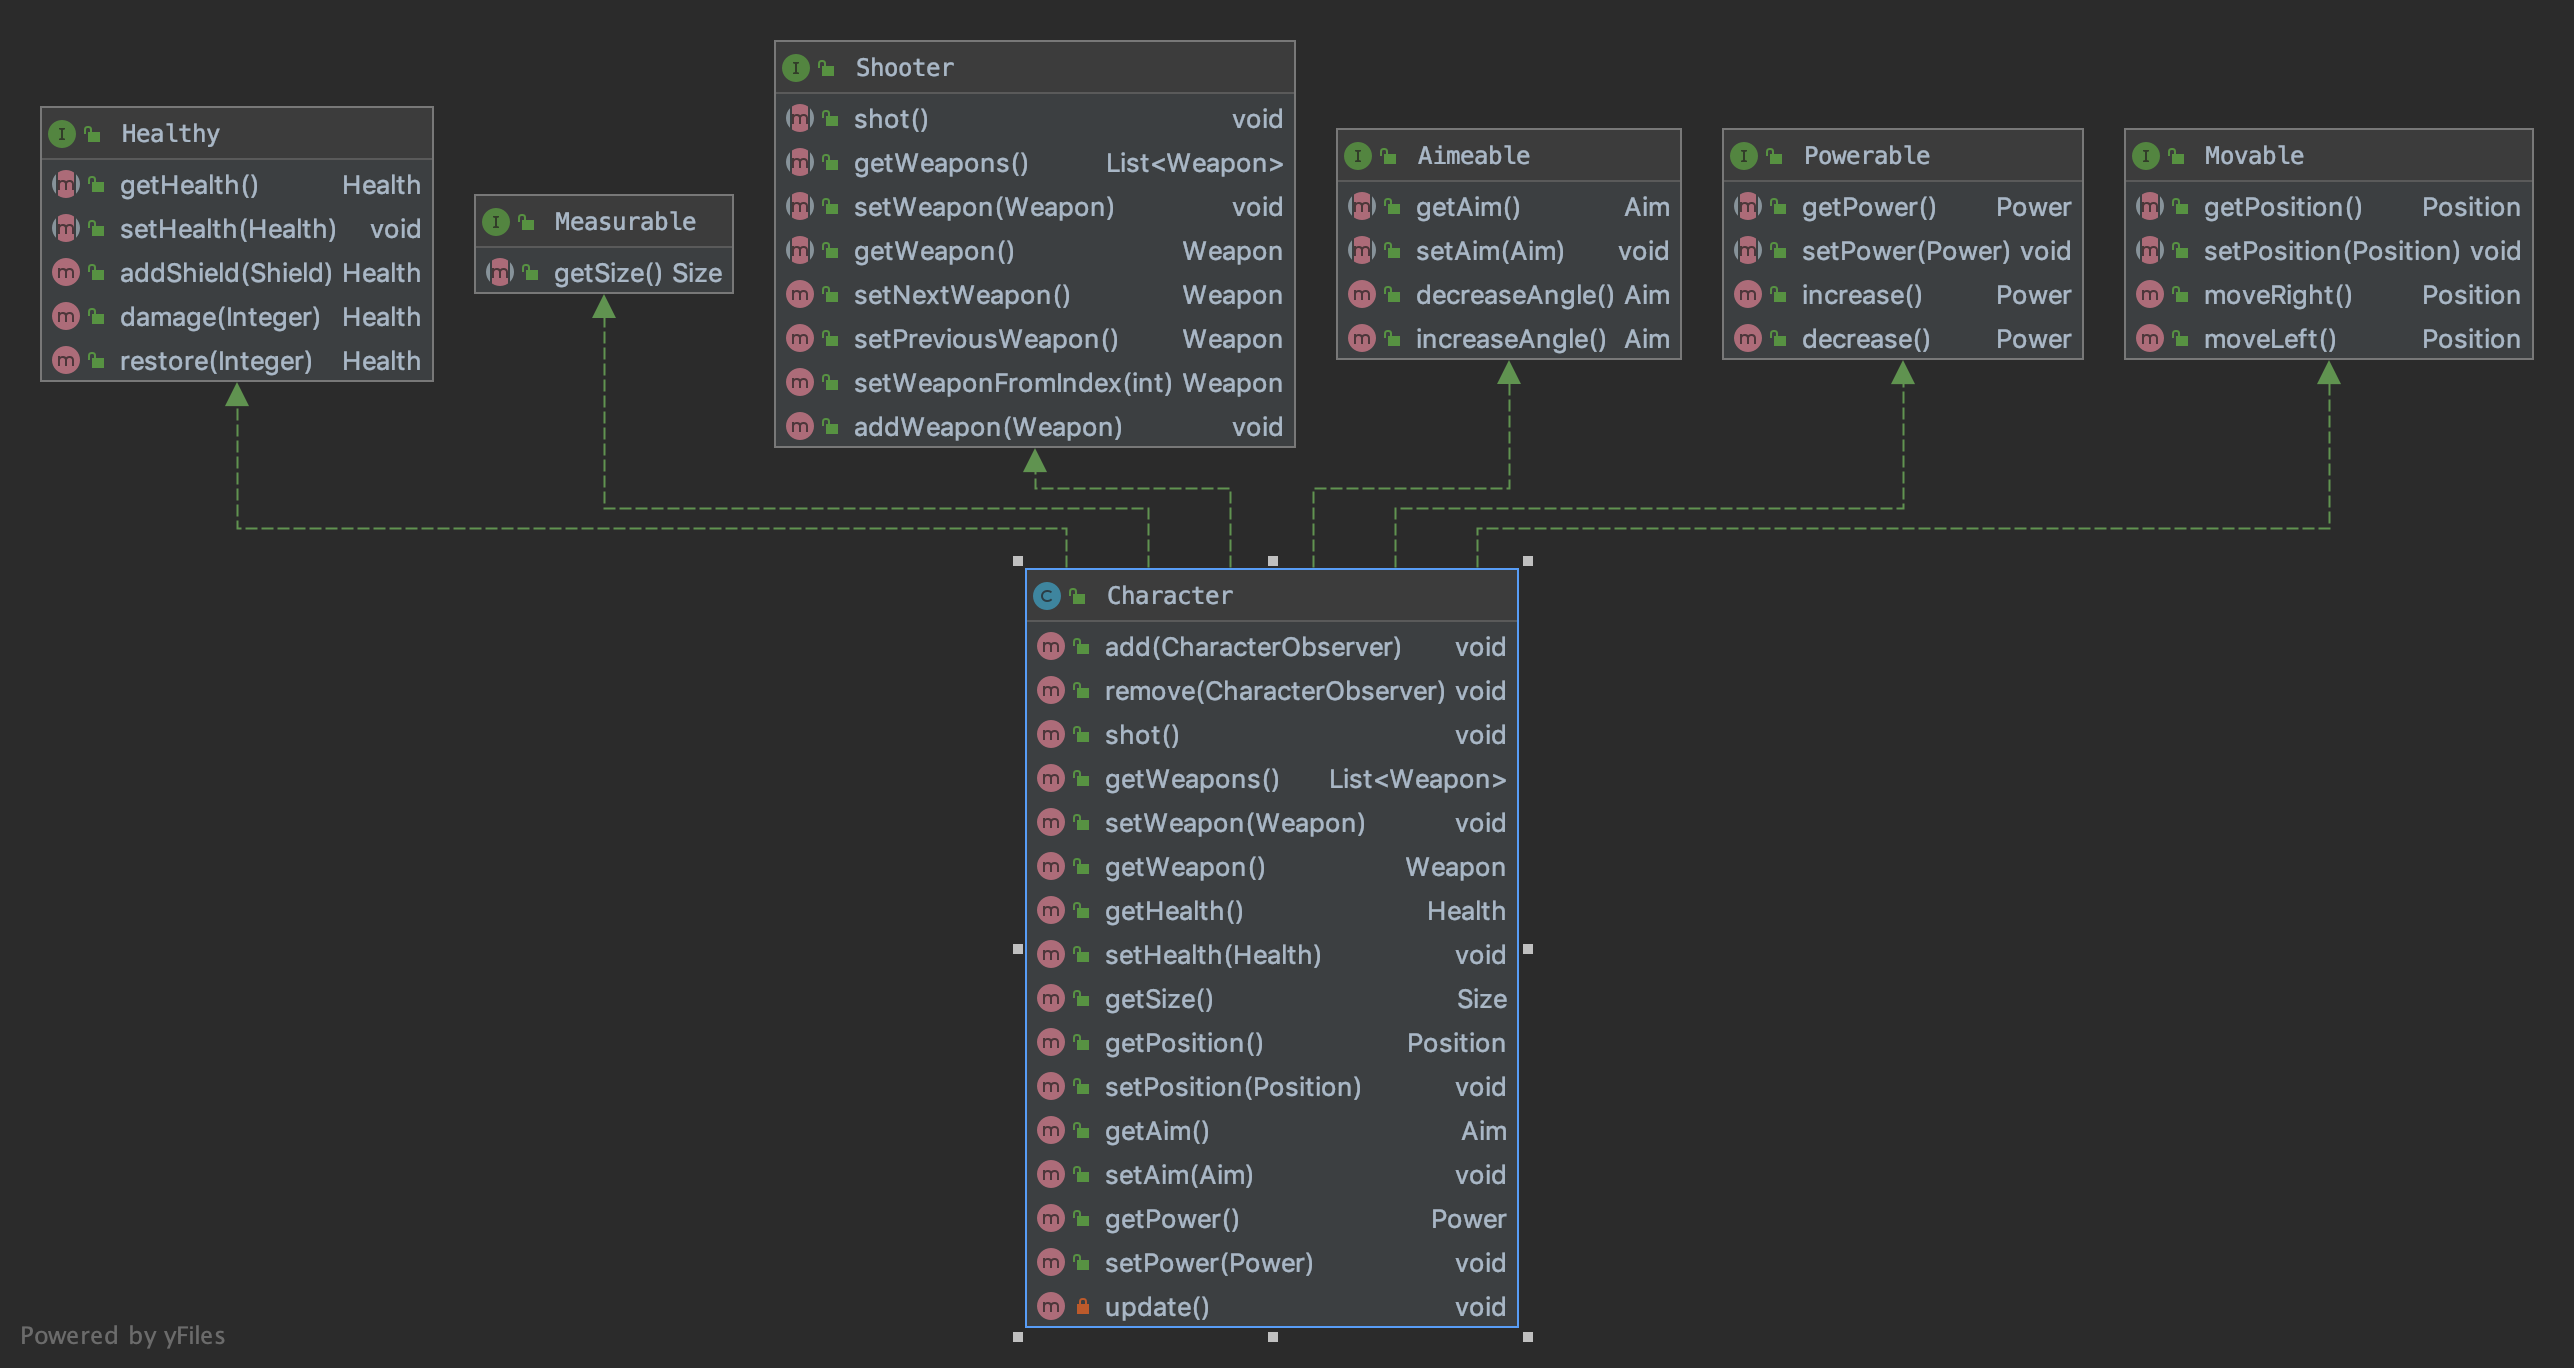 Healthy
getHealth() Health
setHealth(Health) void
addShield(Shield) Health
damage(Integer) Health
restore(Integer) Health
Measurable
getSize() Size
Shooter
shot() void
getWeapons() List<Weapon>
setWeapon(Weapon) void
getWeapon() Weapon
setNextWeapon() Weapon
setPreviousWeapon() Weapon
setWeaponFromIndex(int) Weapon
addWeapon(Weapon) void
Aimeable
getAim() Aim
setAim(Aim) void
decreaseAngle() Aim
increaseAngle() Aim
Powerable
getPower() Power
setPower(Power) void
increase() Power
decrease() Power
Movable
getPosition() Position
setPosition(Position) void
moveRight() Position
moveLeft() Position
Character
add(CharacterObserver) void
remove(CharacterObserver) void
shot() void
getWeapons() List<Weapon>
setWeapon(Weapon) void
getWeapon() Weapon
getHealth() Health
setHealth(Health) void
getSize() Size
getPosition() Position
setPosition(Position) void
getAim() Aim
setAim(Aim) void
getPower() Power
setPower(Power) void
update() void
Powered by yFiles